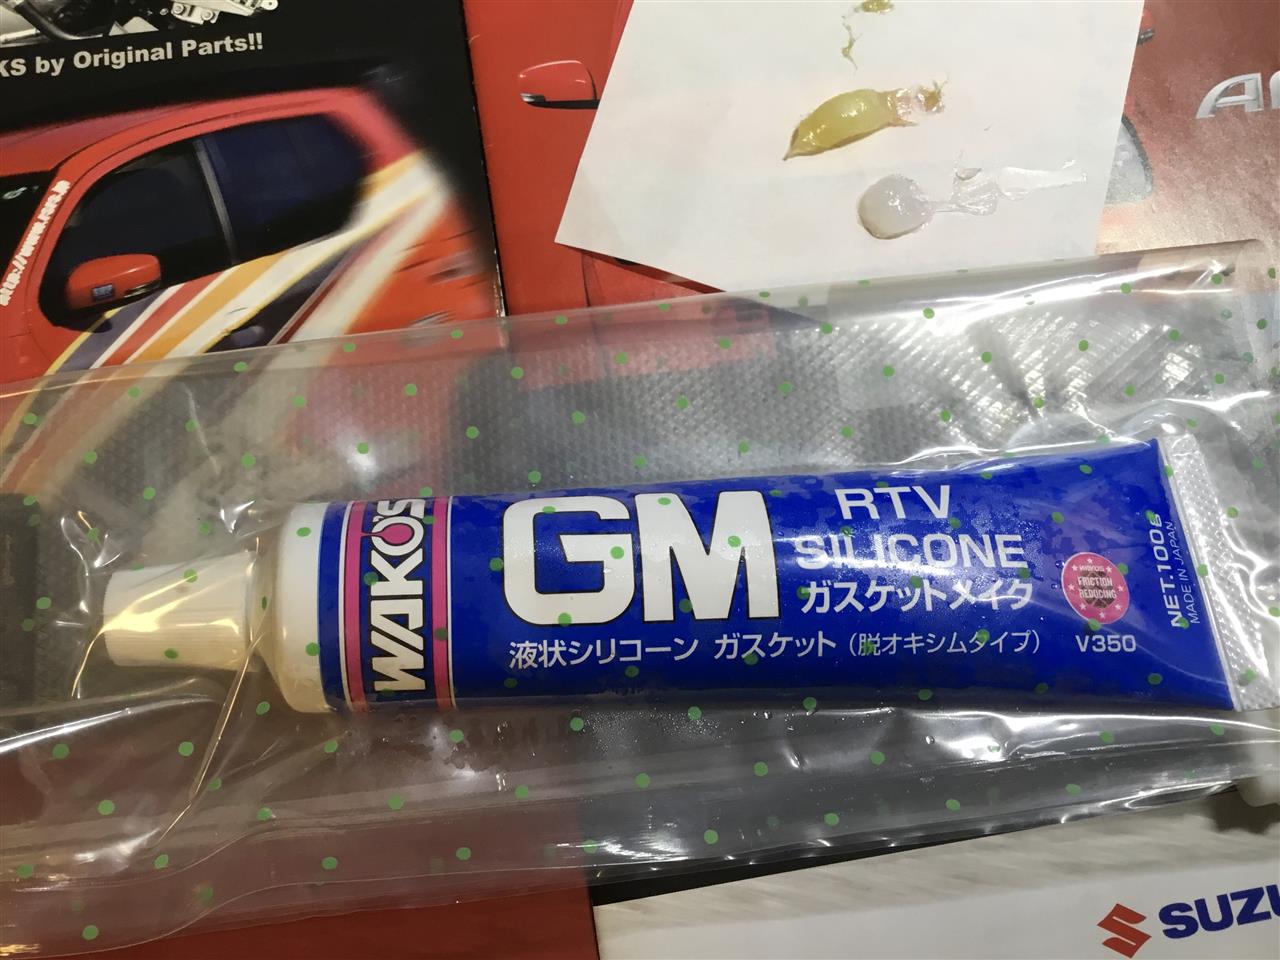 KS by Original Parts!!
WAKO'S
GM
RTV
SILICONE
ガスケットメイク
液状シリコーン ガスケット (脱オキシムタイプ)
V350
WAKO'S
FRICTION
REDUCING
NET.100g
MADE IN JAPAN
SUZU